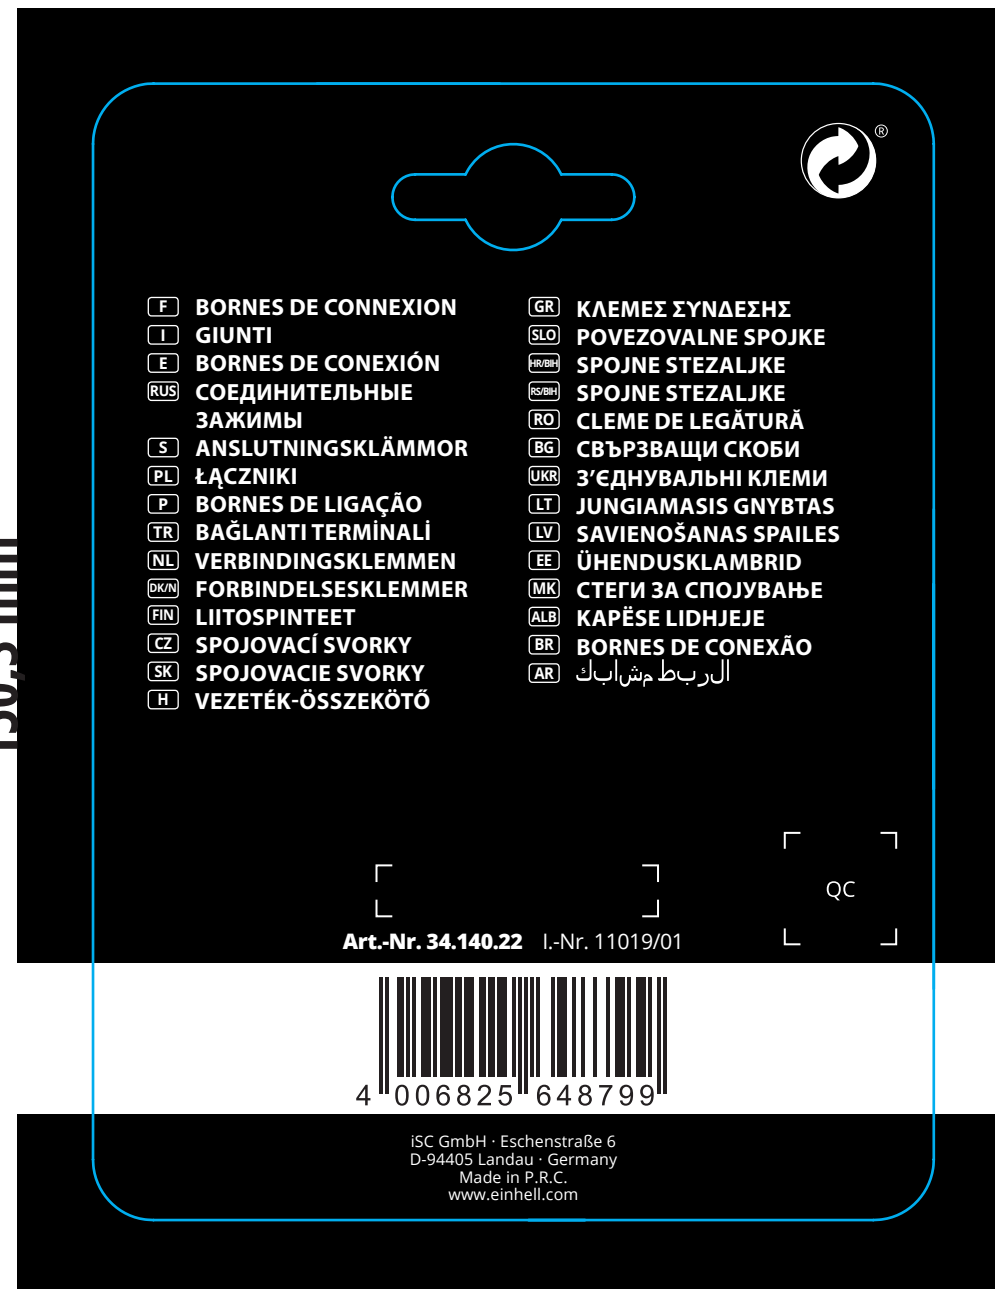 F BORNES DE CONNEXION
I GIUNTI
E BORNES DE CONEXIÓN
RUS СОЕДИНИТЕЛЬНЫЕ
ЗАЖИМЫ
S ANSLUTNINGSKLÄMMOR
PL ŁĄCZNIKI
P BORNES DE LIGAÇÃO
TR BAĞLANTI TERMİNALİ
NL VERBINDINGSKLEMMEN
DK/N FORBINDELSESKLEMMER
FIN LIITOSPINTEET
CZ SPOJOVACÍ SVORKY
SK SPOJOVACIE SVORKY
H VEZETÉK-ÖSSZEKÖTŐ
GR ΚΛΕΜΕΣ ΣΥΝΔΕΣΗΣ
SLO POVEZOVALNE SPOJKE
HR/BIH SPOJNE STEZALJKE
RS/BIH SPOJNE STEZALJKE
RO CLEME DE LEGĂTURĂ
BG СВЪРЗВАЩИ СКОБИ
UKR З’ЄДНУВАЛЬНІ КЛЕМИ
LT JUNGIAMASIS GNYBTAS
LV SAVIENOŠANAS SPAILES
EE ÜHENDUSKLAMBRID
MK СТЕГИ ЗА СПОЈУВАЊЕ
ALB KAPËSE LIDHJEJE
BR BORNES DE CONEXÃO
AR الربط مشابك
QC
Art.-Nr. 34.140.22 I.-Nr. 11019/01
4 006825 648799
iSC GmbH · Eschenstraße 6
D-94405 Landau · Germany
Made in P.R.C.
www.einhell.com